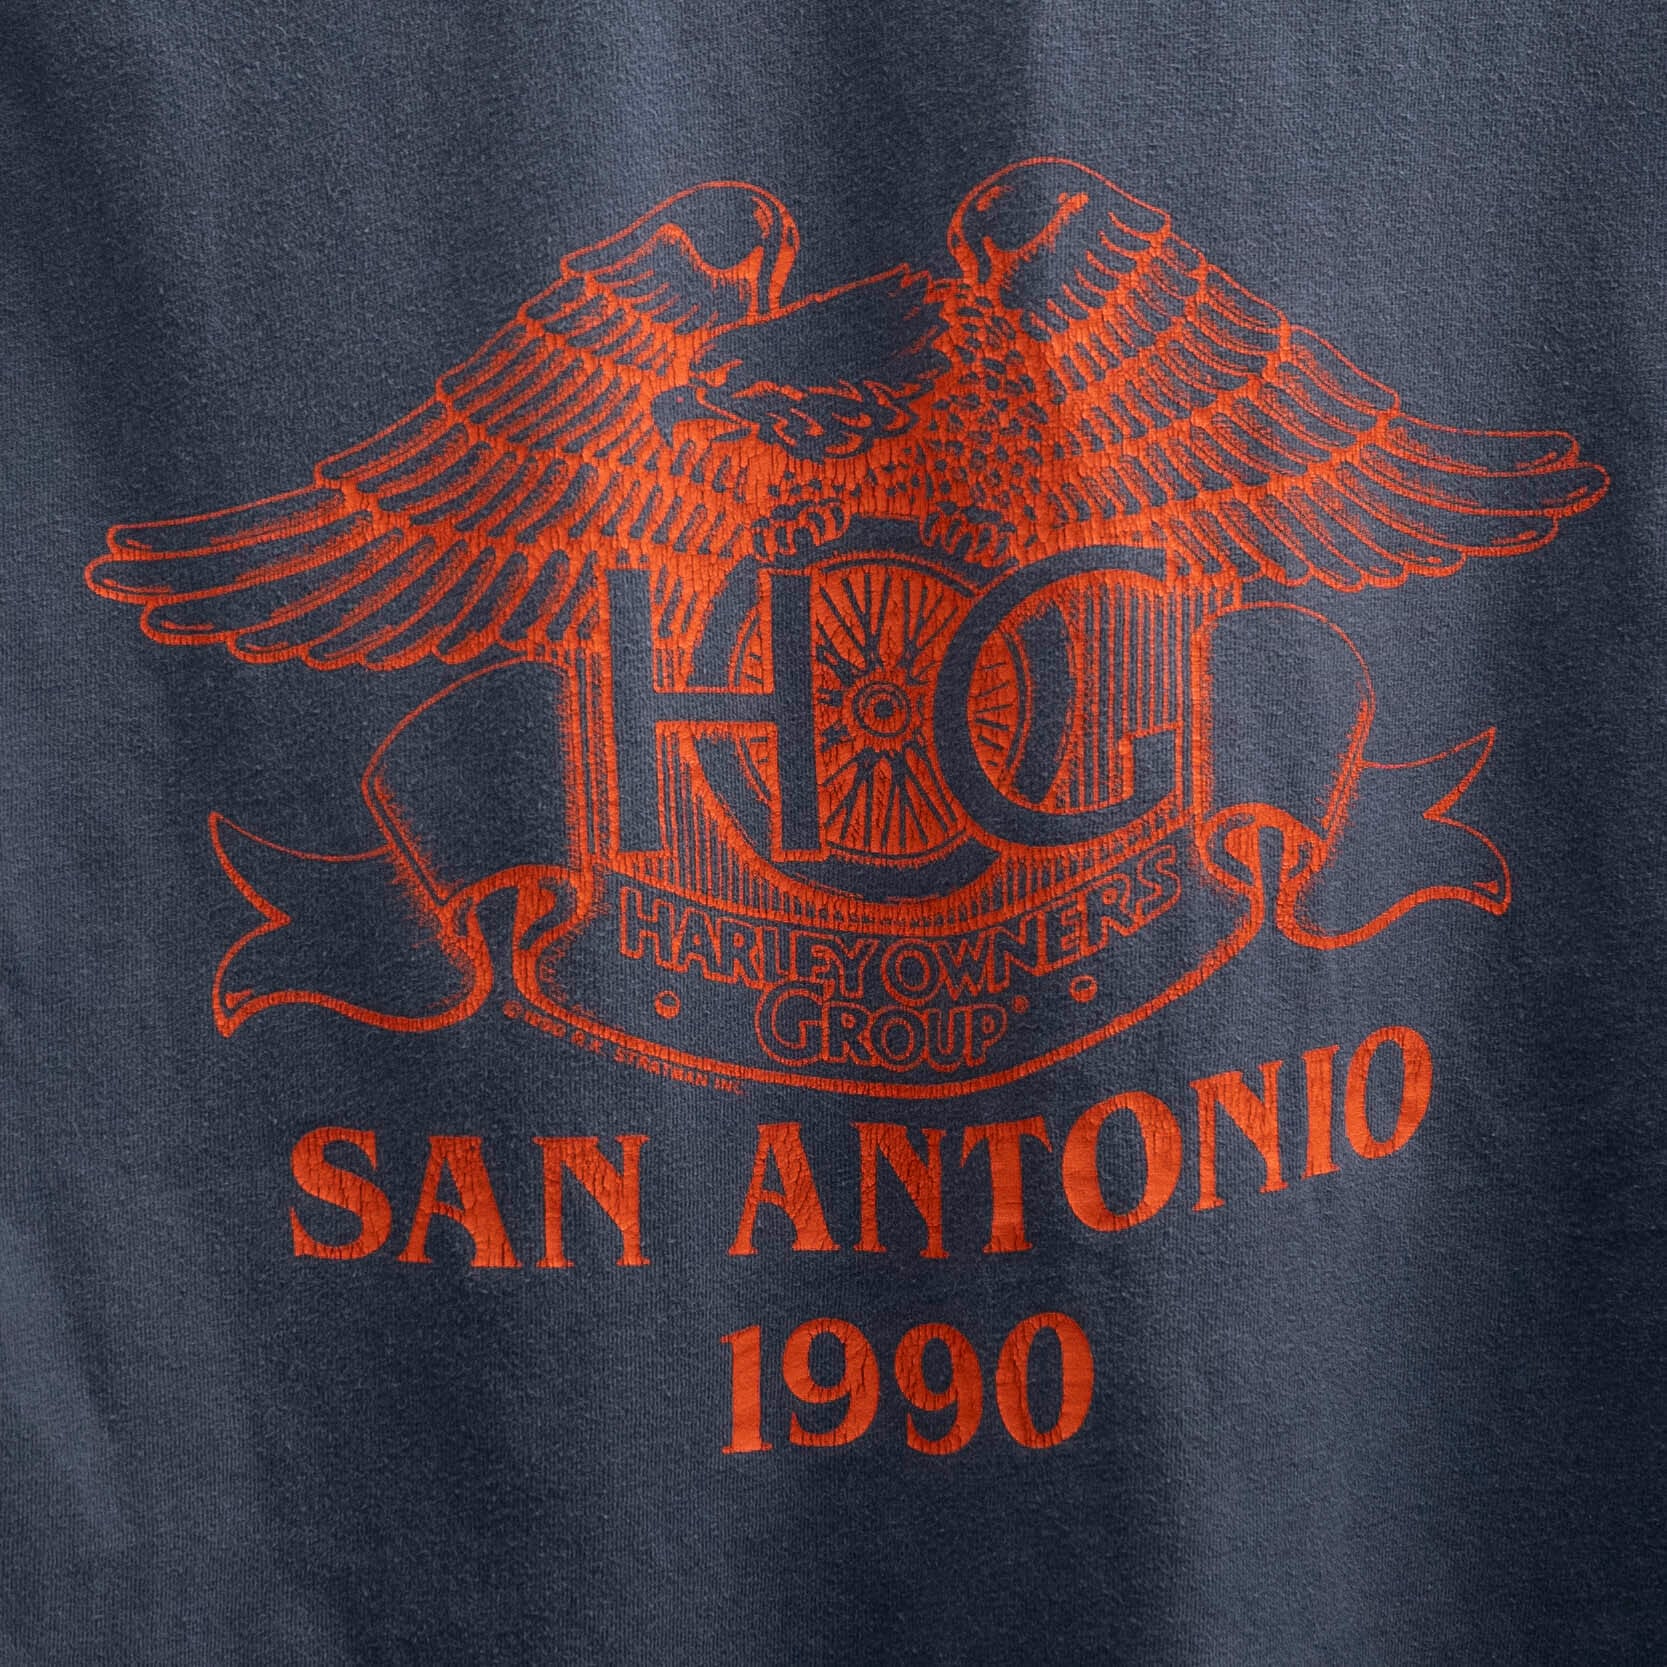 HOG
HARLEY OWNERS
GROUP®
SAN ANTONIO
1990